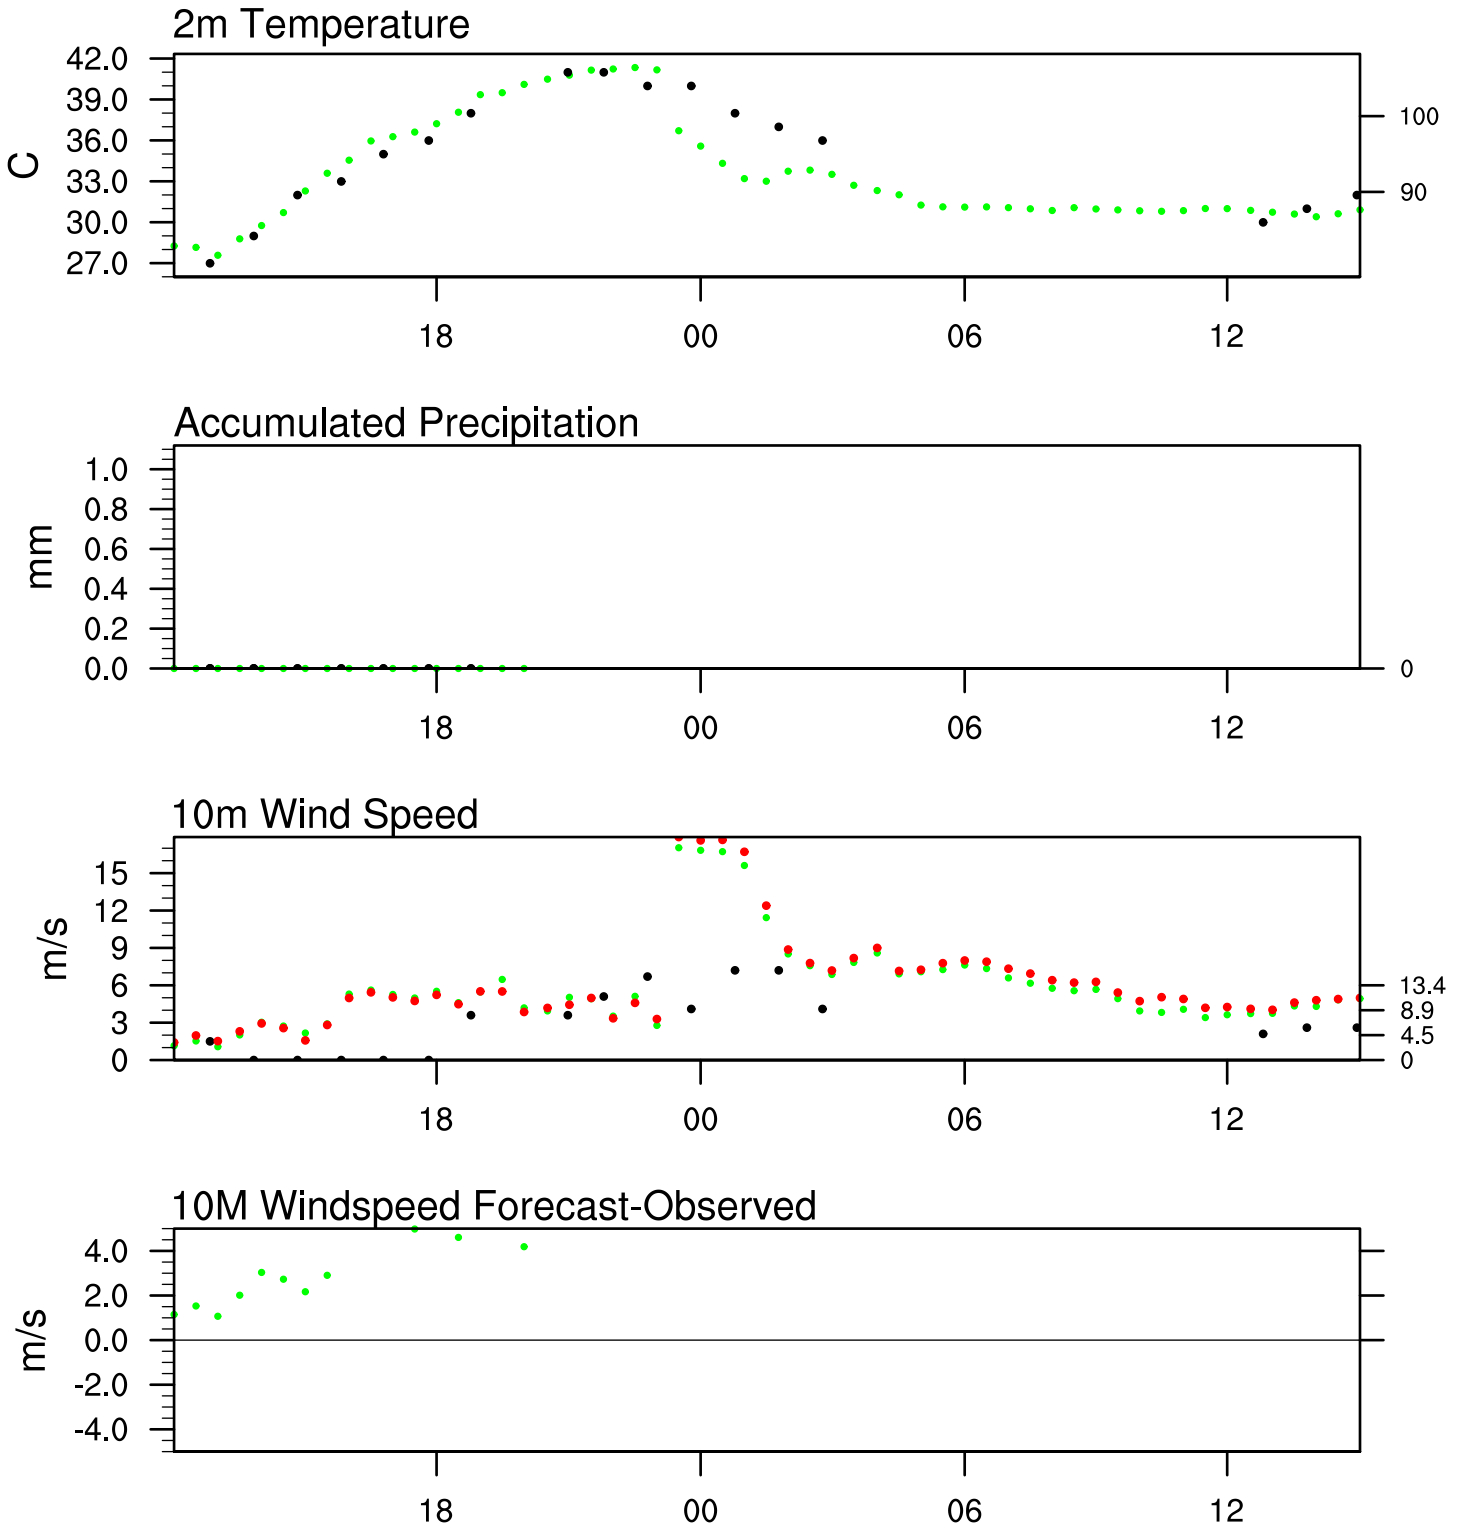 2m Temperature
42.0
39.0
36.0
33.0
30.0
27.0
C
100
90
18 00 06 12
Accumulated Precipitation
1.0
0.8
0.6
0.4
0.2
0.0
mm
0
18 00 06 12
10m Wind Speed
15
12
9
6
3
0
m/s
13.4
8.9
4.5
0
18 00 06 12
10M Windspeed Forecast-Observed
4.0
2.0
0.0
-2.0
-4.0
m/s
18 00 06 12